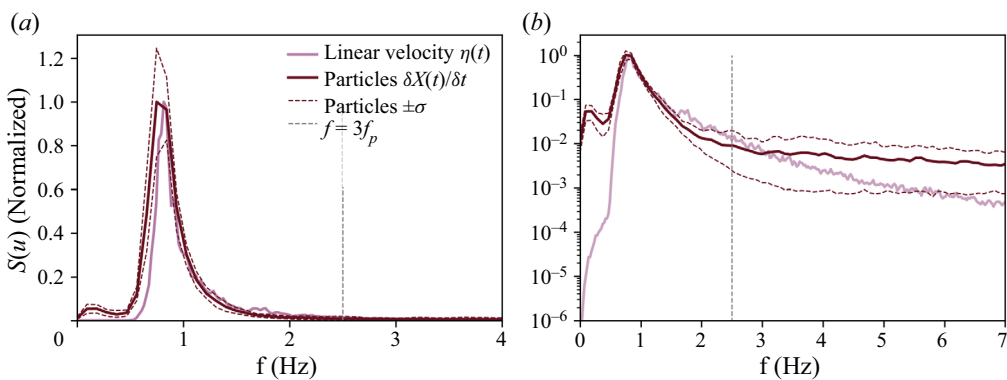 (a)
S(u) (Normalized)
1.2
1.0
0.8
0.6
0.4
0.2
0
1
2
3
4
f (Hz)
Linear velocity η(t)
Particles δX(t)/δt
Particles ±σ
f = 3f_p
(b)
10^0
10^−1
10^−2
10^−3
10^−4
10^−5
10^−6
0
1
2
3
4
5
6
7
f (Hz)